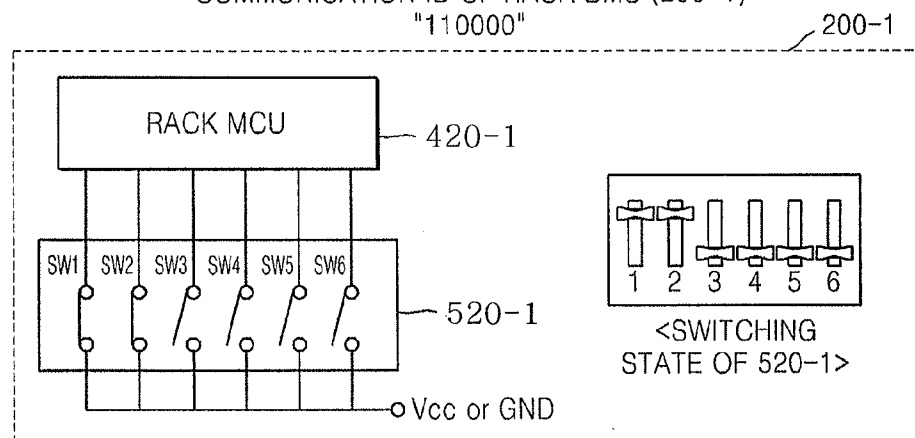 "110000"
200-1
RACK MCU
420-1
SW1 SW2 SW3 SW4 SW5 SW6
520-1
1 2 3 4 5 6
<SWITCHING
STATE OF 520-1>
Vcc or GND